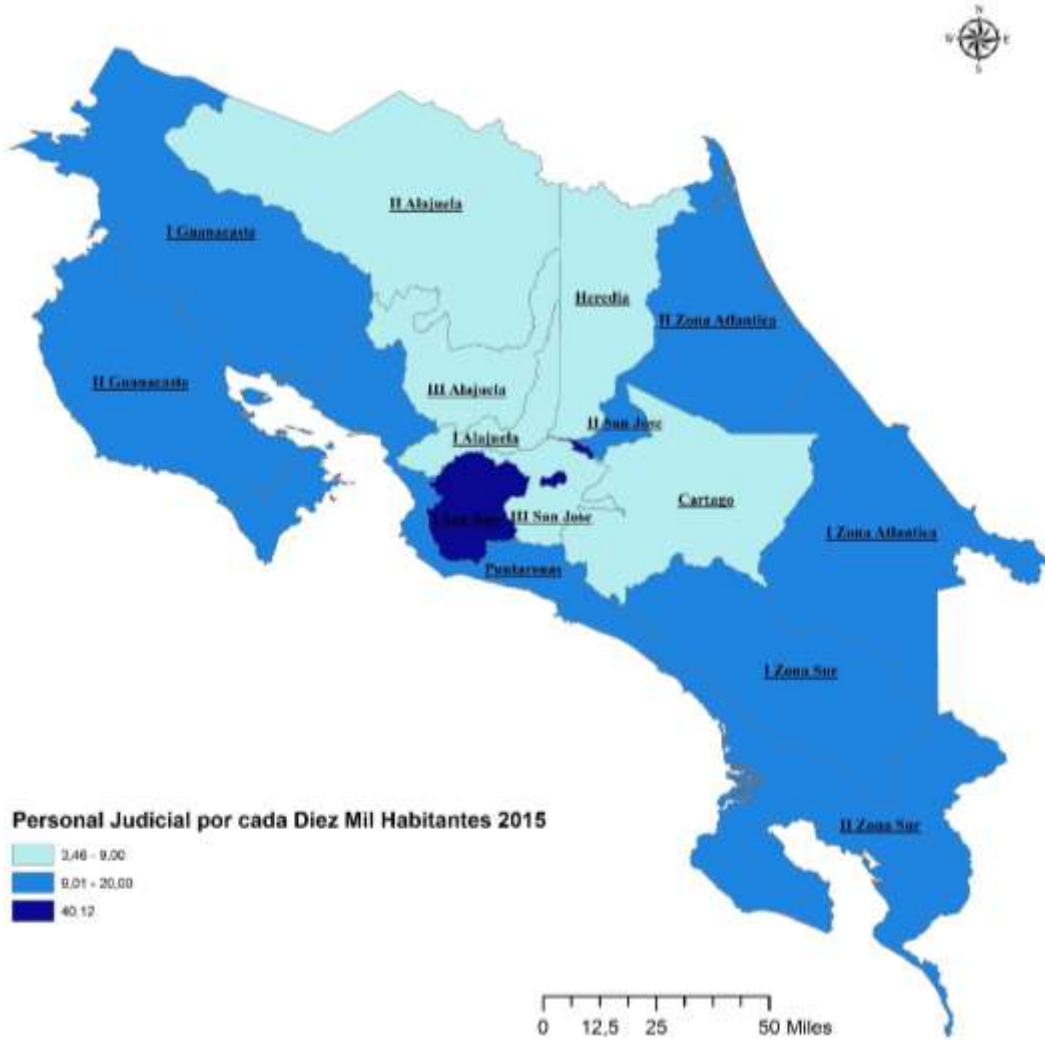 N
W E
S
II Alajuela
I Guanacaste
Heredia
II Zona Atlantica
II Guanacaste
III Alajuela
II San Jose
I Alajuela
Cartago
III San Jose
I Zona Atlantica
Puntarenas
I Zona Sur
Personal Judicial por cada Diez Mil Habitantes 2015
II Zona Sur
3,46 - 9,00
9,01 - 20,00
40,12
0 12,5 25 50 Miles